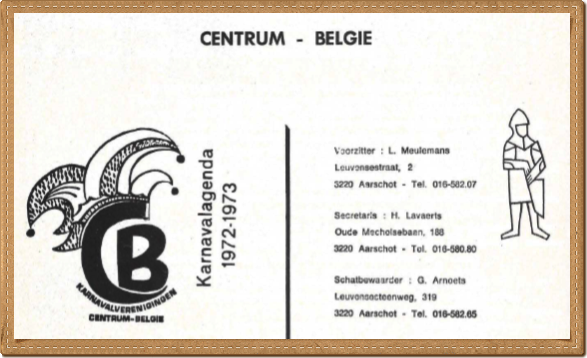 CENTRUM - BELGIE
CB
KARNAVALVERENIGINGEN
CENTRUM-BELGIE
Karnavalagenda
1972-1973
Voorzitter : L. Meulemans
Leuvensestraat, 2
3220 Aarschot - Tel. 016-582.07
Secretaris : H. Lavaerts
Oude Mechelsebaan, 188
3220 Aarschot - Tel. 016-580.80
Schatbewaarder : G. Arnoets
Leuvensesteenweg, 319
3220 Aarschot - Tel. 016-582.65